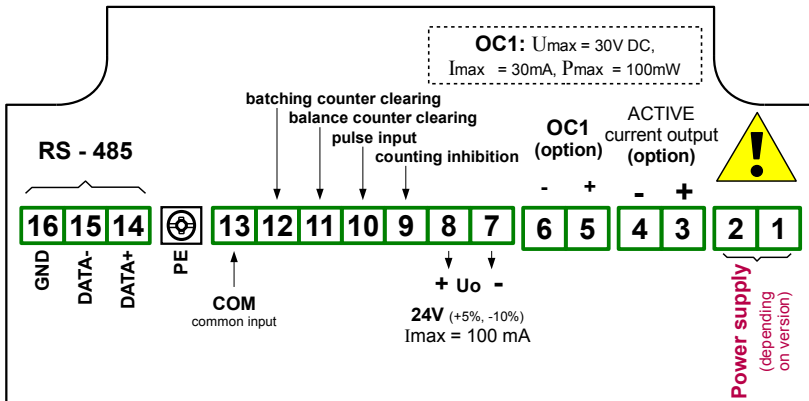 OC1: Umax = 30V DC,
Imax = 30mA, Pmax = 100mW
batching counter clearing
balance counter clearing
pulse input
counting inhibition
RS - 485
OC1
(option)
ACTIVE
current output
(option)
- +
- +
16 15 14
13 12 11 10 9 8 7
6 5
4 3
2 1
GND
DATA-
DATA+
PE
COM
common input
+ Uo -
24V (+5%, -10%)
Imax = 100 mA
Power supply
(depending
on version)